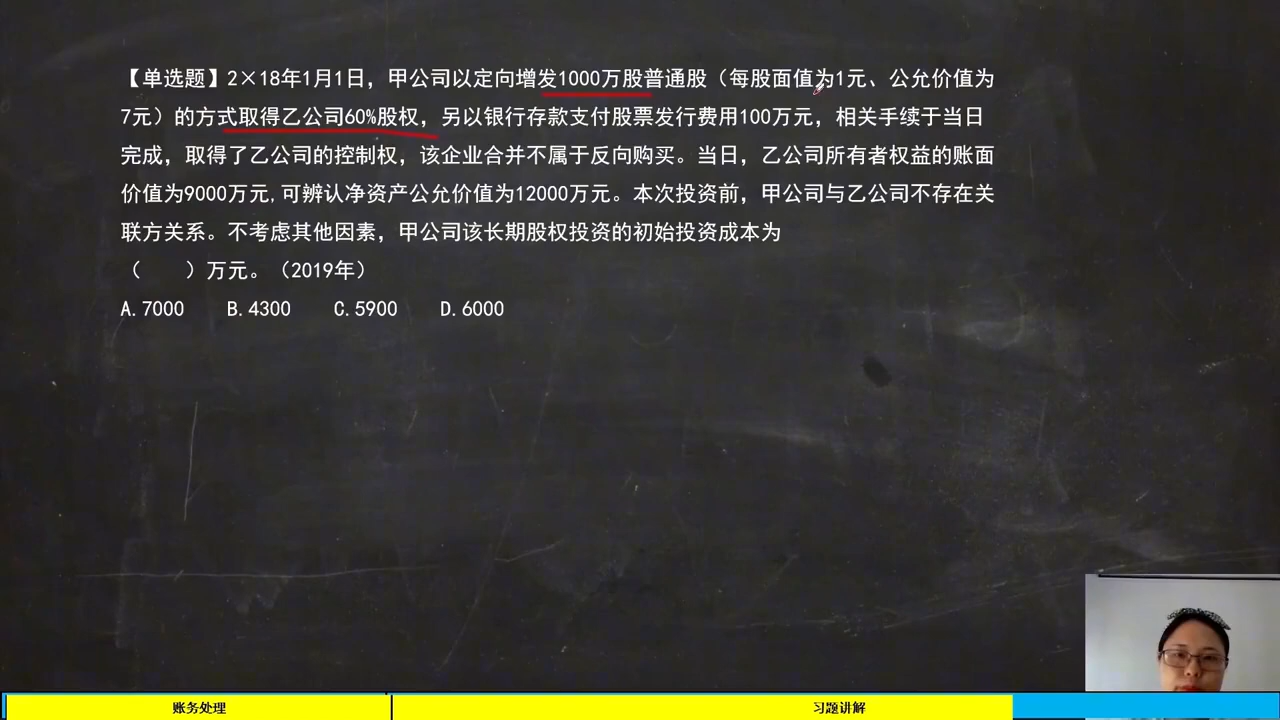 【单选题】2×18年1月1日，甲公司以定向增发1000万股普通股（每股面值为1元、公允价值为
7元）的方式取得乙公司60%股权，另以银行存款支付股票发行费用100万元，相关手续于当日
完成，取得了乙公司的控制权，该企业合并不属于反向购买。当日，乙公司所有者权益的账面
价值为9000万元,可辨认净资产公允价值为12000万元。本次投资前，甲公司与乙公司不存在关
联方关系。不考虑其他因素，甲公司该长期股权投资的初始投资成本为
（　　）万元。（2019年）
A.7000　　B.4300　　C.5900　　D.6000
账务处理　　习题讲解